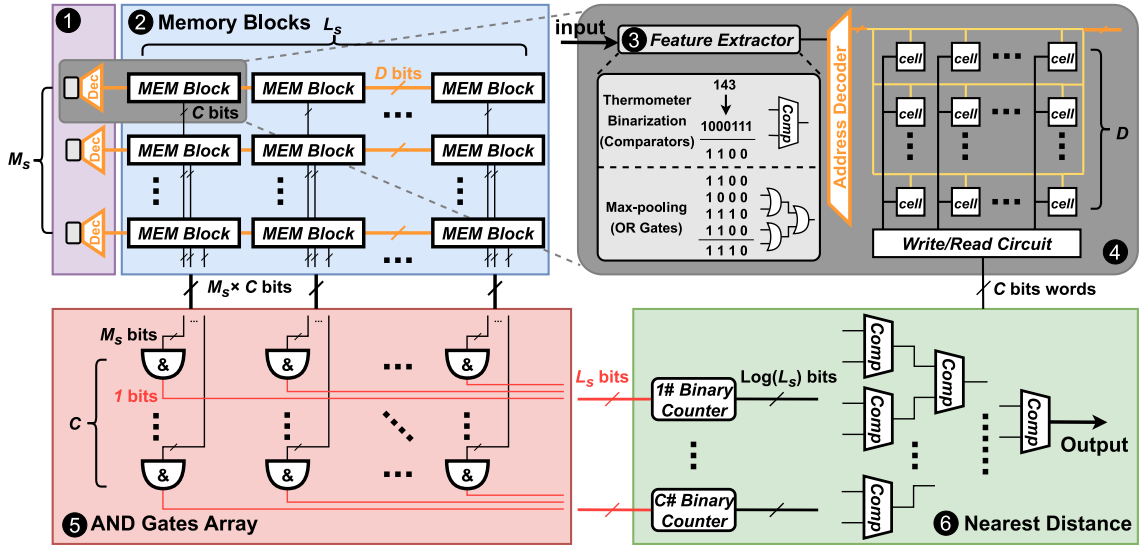 1
2 Memory Blocks
Ls
Dec
MEM Block
MEM Block
D bits
MEM Block
C bits
Ms
Dec
MEM Block
MEM Block
MEM Block
Dec
MEM Block
MEM Block
MEM Block
Ms× C bits
input
3 Feature Extractor
Thermometer
Binarization
(Comparators)
143
1000111
1 1 0 0
Comp
Max-pooling
(OR Gates)
1 1 0 0
1 0 0 0
1 1 1 0
1 1 0 0
1 1 1 0
Address Decoder
cell
cell
cell
cell
cell
cell
D
cell
cell
cell
Write/Read Circuit
4
C bits words
...
...
...
Ms bits
&
&
&
1 bits
C
&
&
&
5 AND Gates Array
Ls bits
1# Binary
Counter
Log(Ls) bits
C# Binary
Counter
Comp
Comp
Comp
Comp
Comp
Output
6 Nearest Distance